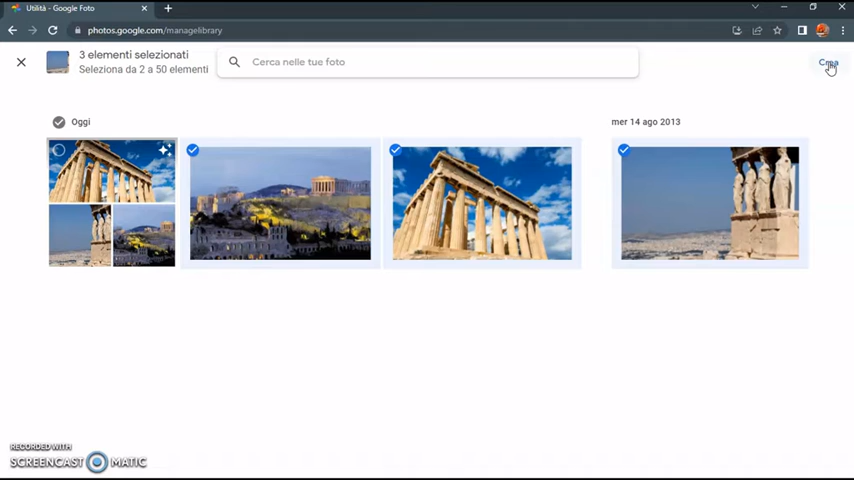 Utilità - Google Foto
photos.google.com/managelibrary
3 elementi selezionati
Seleziona da 2 a 50 elementi
Cerca nelle tue foto
Crea
Oggi
mer 14 ago 2013
RECORDED WITH
SCREENCAST MATIC